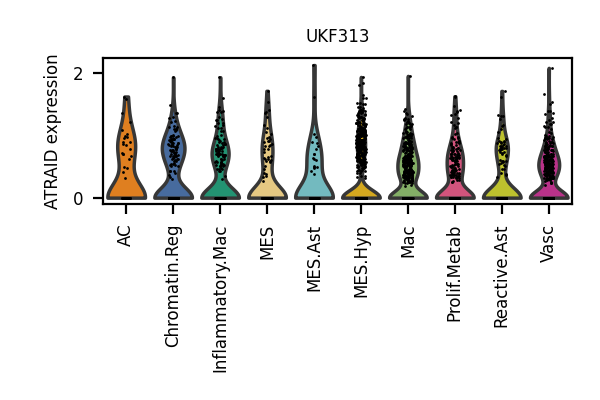 UKF313
ATRAID expression
2
0
AC
Chromatin.Reg
Inflammatory.Mac
MES
MES.Ast
MES.Hyp
Mac
Prolif.Metab
Reactive.Ast
Vasc